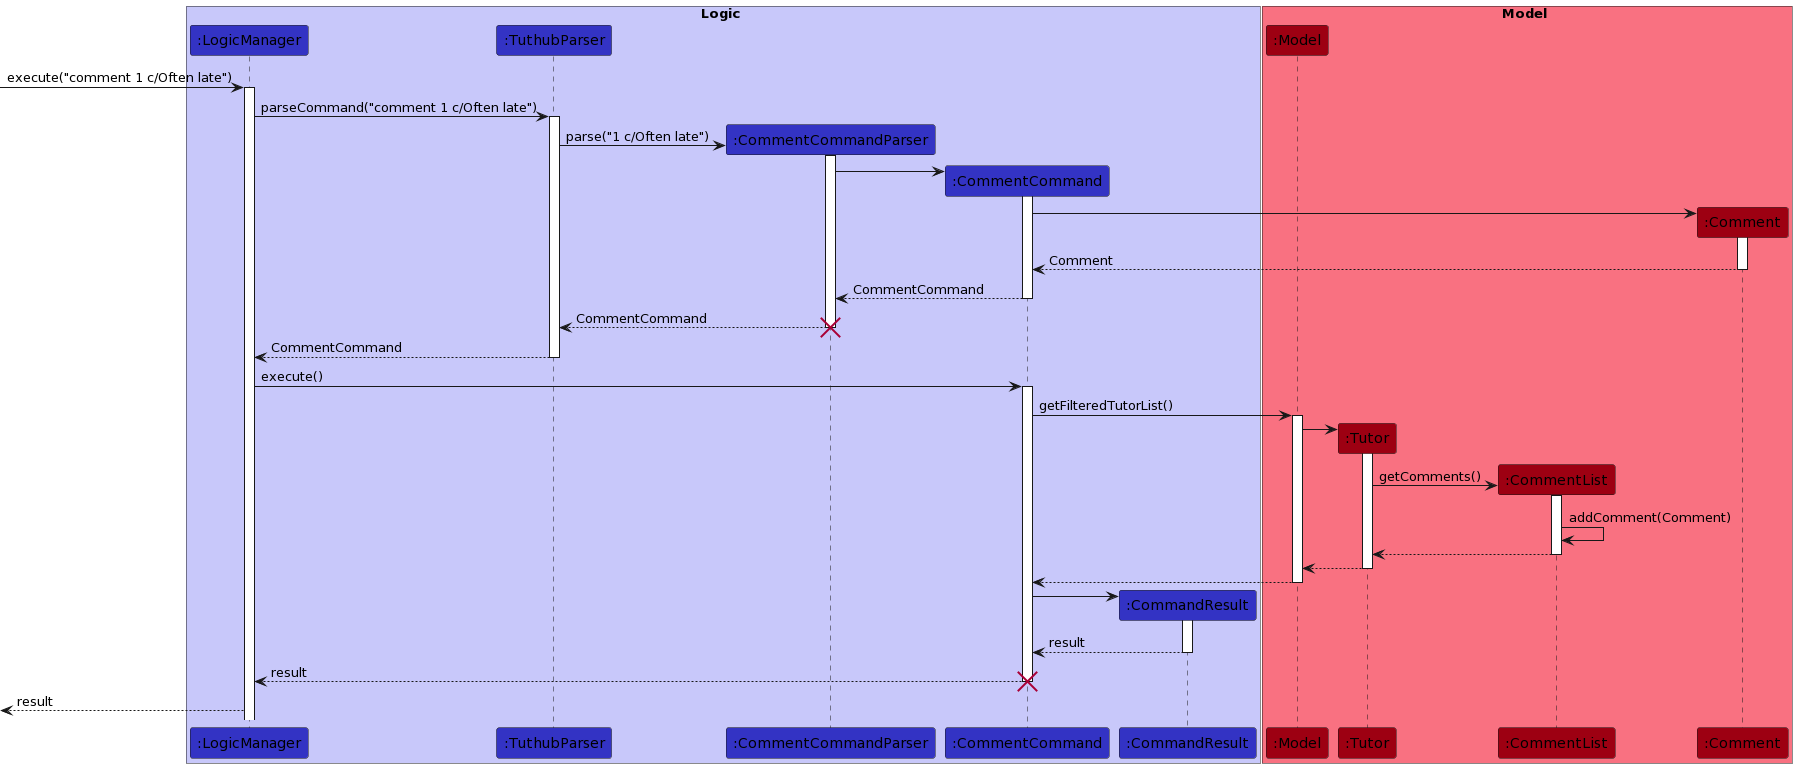 Logic
Model
:LogicManager
:TuthubParser
:Model
execute("comment 1 c/Often late")
parseCommand("comment 1 c/Often late")
parse("1 c/Often late")
:CommentCommandParser
:CommentCommand
:Comment
Comment
CommentCommand
CommentCommand
CommentCommand
execute()
getFilteredTutorList()
:Tutor
getComments()
:CommentList
addComment(Comment)
:CommandResult
result
result
result
:LogicManager
:TuthubParser
:CommentCommandParser
:CommentCommand
:CommandResult
:Model
:Tutor
:CommentList
:Comment